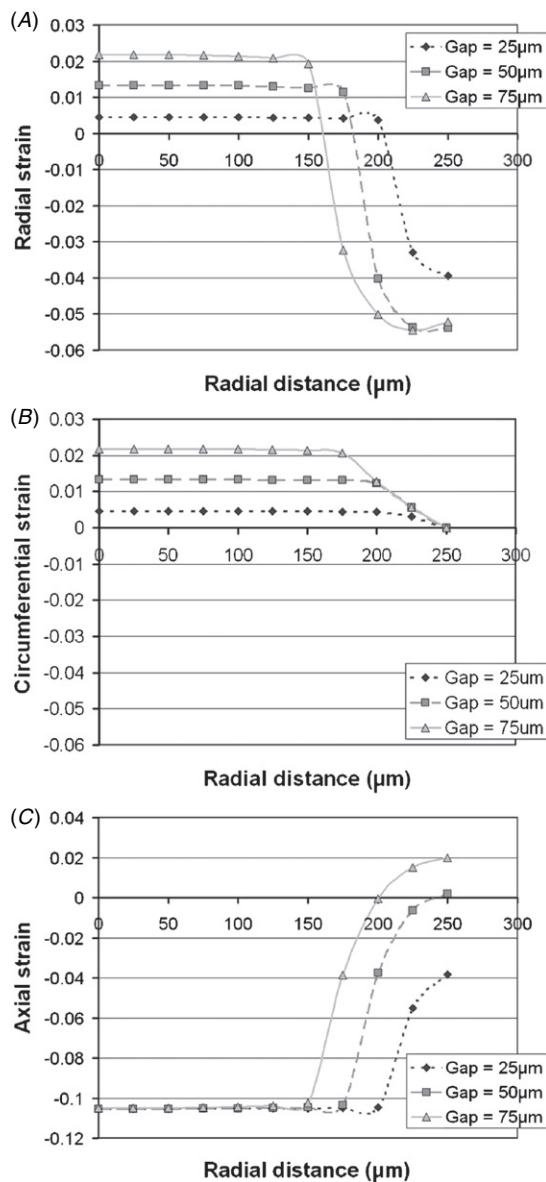 (A)
0.03
0.02
0.01
0
-0.01
-0.02
-0.03
-0.04
-0.05
-0.06
0 50 100 150 200 250 300
Radial strain
Radial distance (µm)
Gap = 25µm
Gap = 50µm
Gap = 75µm
(B)
0.03
0.02
0.01
0
-0.01
-0.02
-0.03
-0.04
-0.05
-0.06
0 50 100 150 200 250 300
Circumferential strain
Radial distance (µm)
Gap = 25um
Gap = 50um
Gap = 75um
(C)
0.04
0.02
0
-0.02
-0.04
-0.06
-0.08
-0.1
-0.12
0 50 100 150 200 250 300
Axial strain
Radial distance (µm)
Gap = 25µm
Gap = 50µm
Gap = 75µm